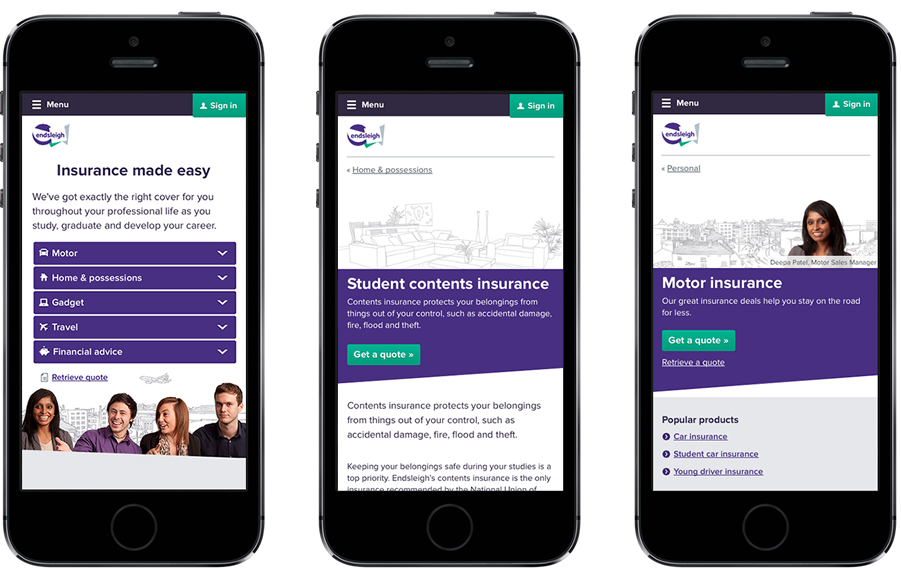 Menu
Sign in
endsleigh
Insurance made easy
We've got exactly the right cover for you
throughout your professional life as you
study, graduate and develop your career.
Motor
Home & possessions
Gadget
Travel
Financial advice
Retrieve quote
Menu
Sign in
endsleigh
« Home & possessions
Student contents insurance
Contents insurance protects your belongings from
things out of your control, such as accidental damage,
fire, flood and theft.
Get a quote »
Contents insurance protects your belongings
from things out of your control, such as
accidental damage, fire, flood and theft.
Keeping your belongings safe during your studies is a
top priority. Endsleigh's contents insurance is the only
insurance recommended by the National Union of
Menu
Sign in
endsleigh
« Personal
Deepa Patel, Motor Sales Manager
Motor insurance
Our great insurance deals help you stay on the road
for less.
Get a quote »
Retrieve a quote
Popular products
Car insurance
Student car insurance
Young driver insurance